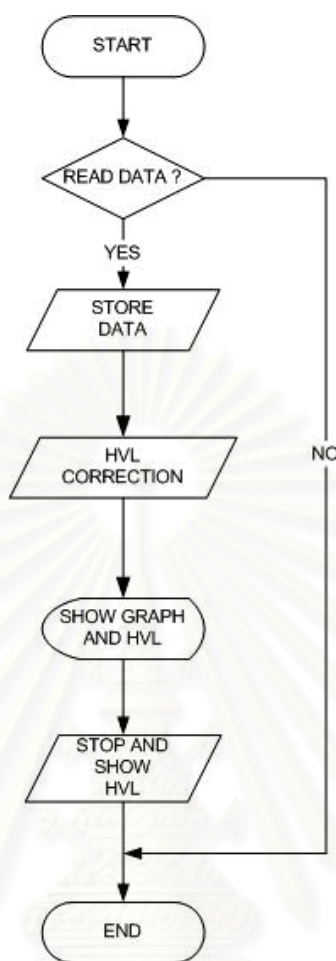 START
READ DATA ?
YES
STORE
DATA
HVL
CORRECTION
NO
SHOW GRAPH
AND HVL
STOP AND
SHOW
HVL
END